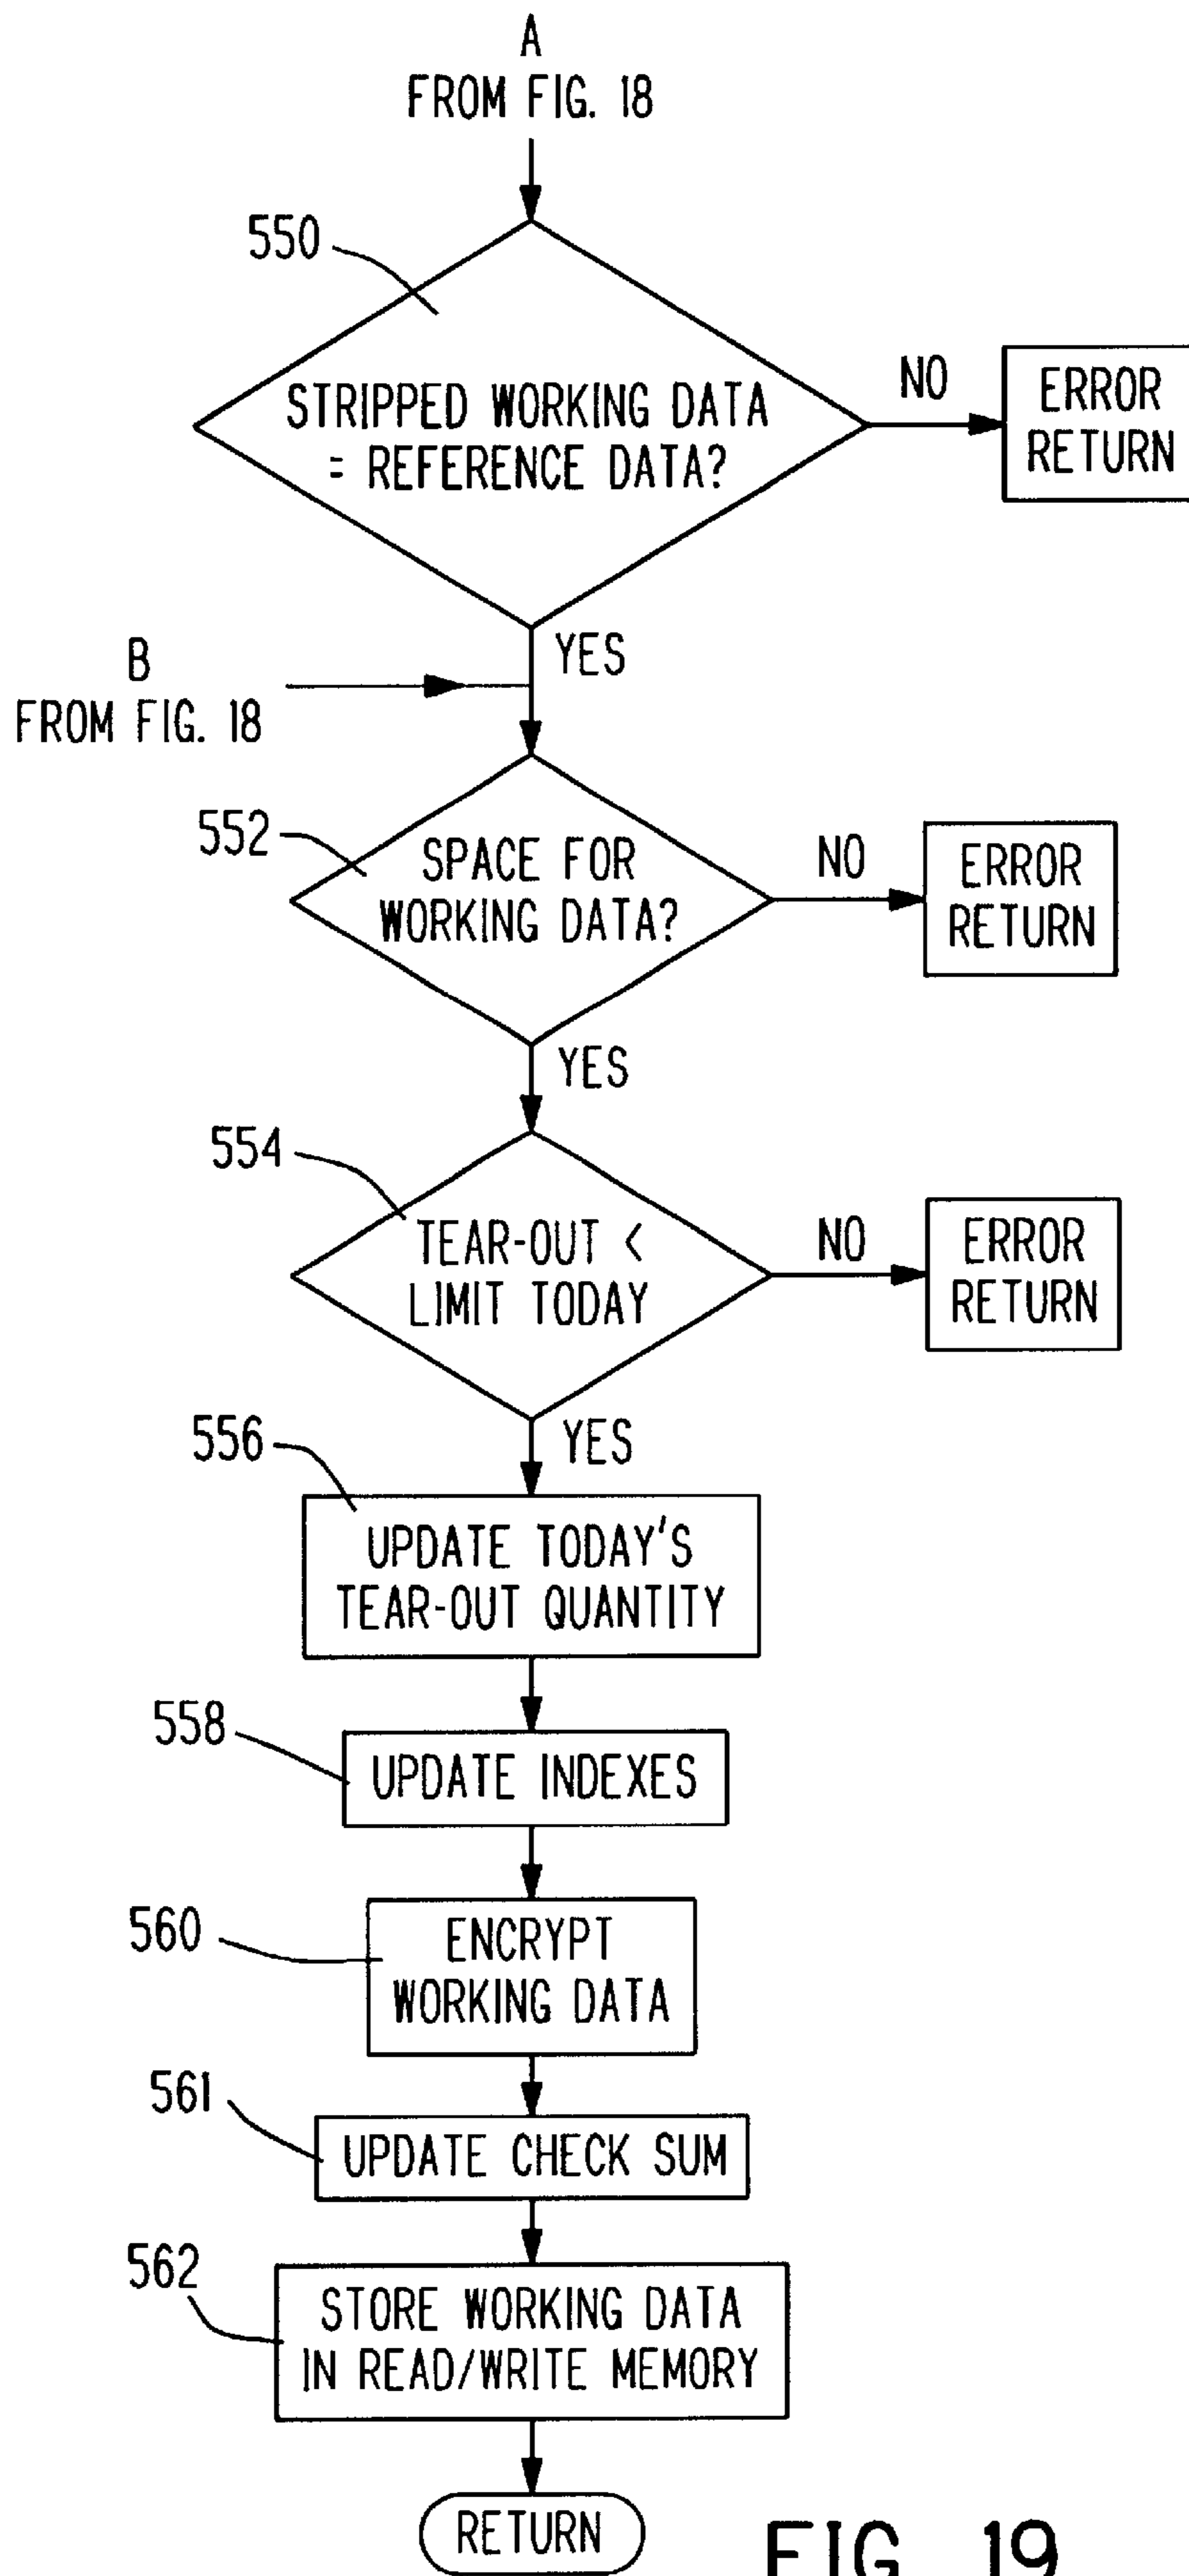 A
FROM FIG. 18
550
STRIPPED WORKING DATA
= REFERENCE DATA?
NO
ERROR
RETURN
YES
B
FROM FIG. 18
552
SPACE FOR
WORKING DATA?
NO
ERROR
RETURN
YES
554
TEAR-OUT <
LIMIT TODAY
NO
ERROR
RETURN
YES
556
UPDATE TODAY'S
TEAR-OUT QUANTITY
558
UPDATE INDEXES
560
ENCRYPT
WORKING DATA
561
UPDATE CHECK SUM
562
STORE WORKING DATA
IN READ/WRITE MEMORY
RETURN
FIG. 19